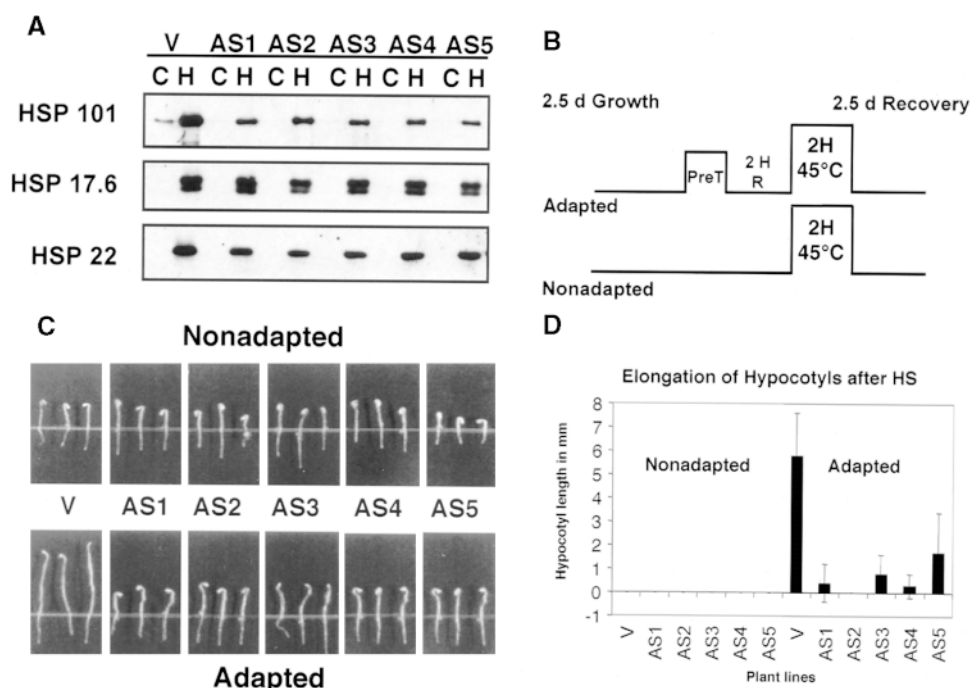 A
V AS1 AS2 AS3 AS4 AS5
C H C H C H C H C H C H
HSP 101
HSP 17.6
HSP 22
B
2.5 d Growth
2.5 d Recovery
PreT
2 H
R
2H
45°C
Adapted
2H
45°C
Nonadapted
C
Nonadapted
V AS1 AS2 AS3 AS4 AS5
Adapted
D
Elongation of Hypocotyls after HS
Hypocotyl length in mm
8
7
6
5
4
3
2
1
0
-1
Nonadapted
Adapted
V AS1 AS2 AS3 AS4 AS5 V AS1 AS2 AS3 AS4 AS5
Plant lines